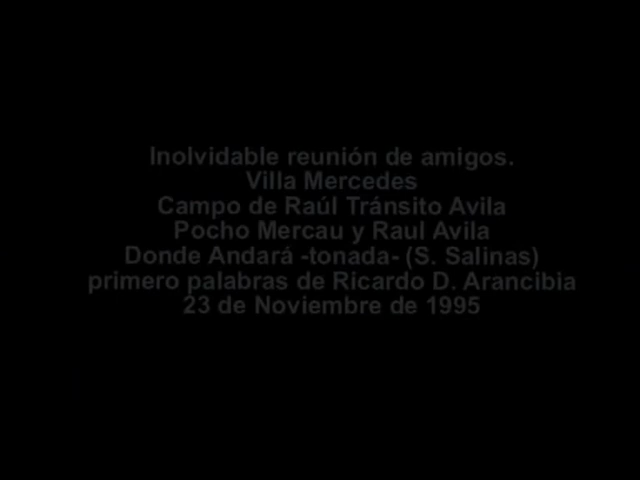 Inolvidable reunión de amigos.
Villa Mercedes
Campo de Raúl Tránsito Avila
Pocho Mercau y Raul Avila
Donde Andará -tonada- (S. Salinas)
primero palabras de Ricardo D. Arancibia
23 de Noviembre de 1995